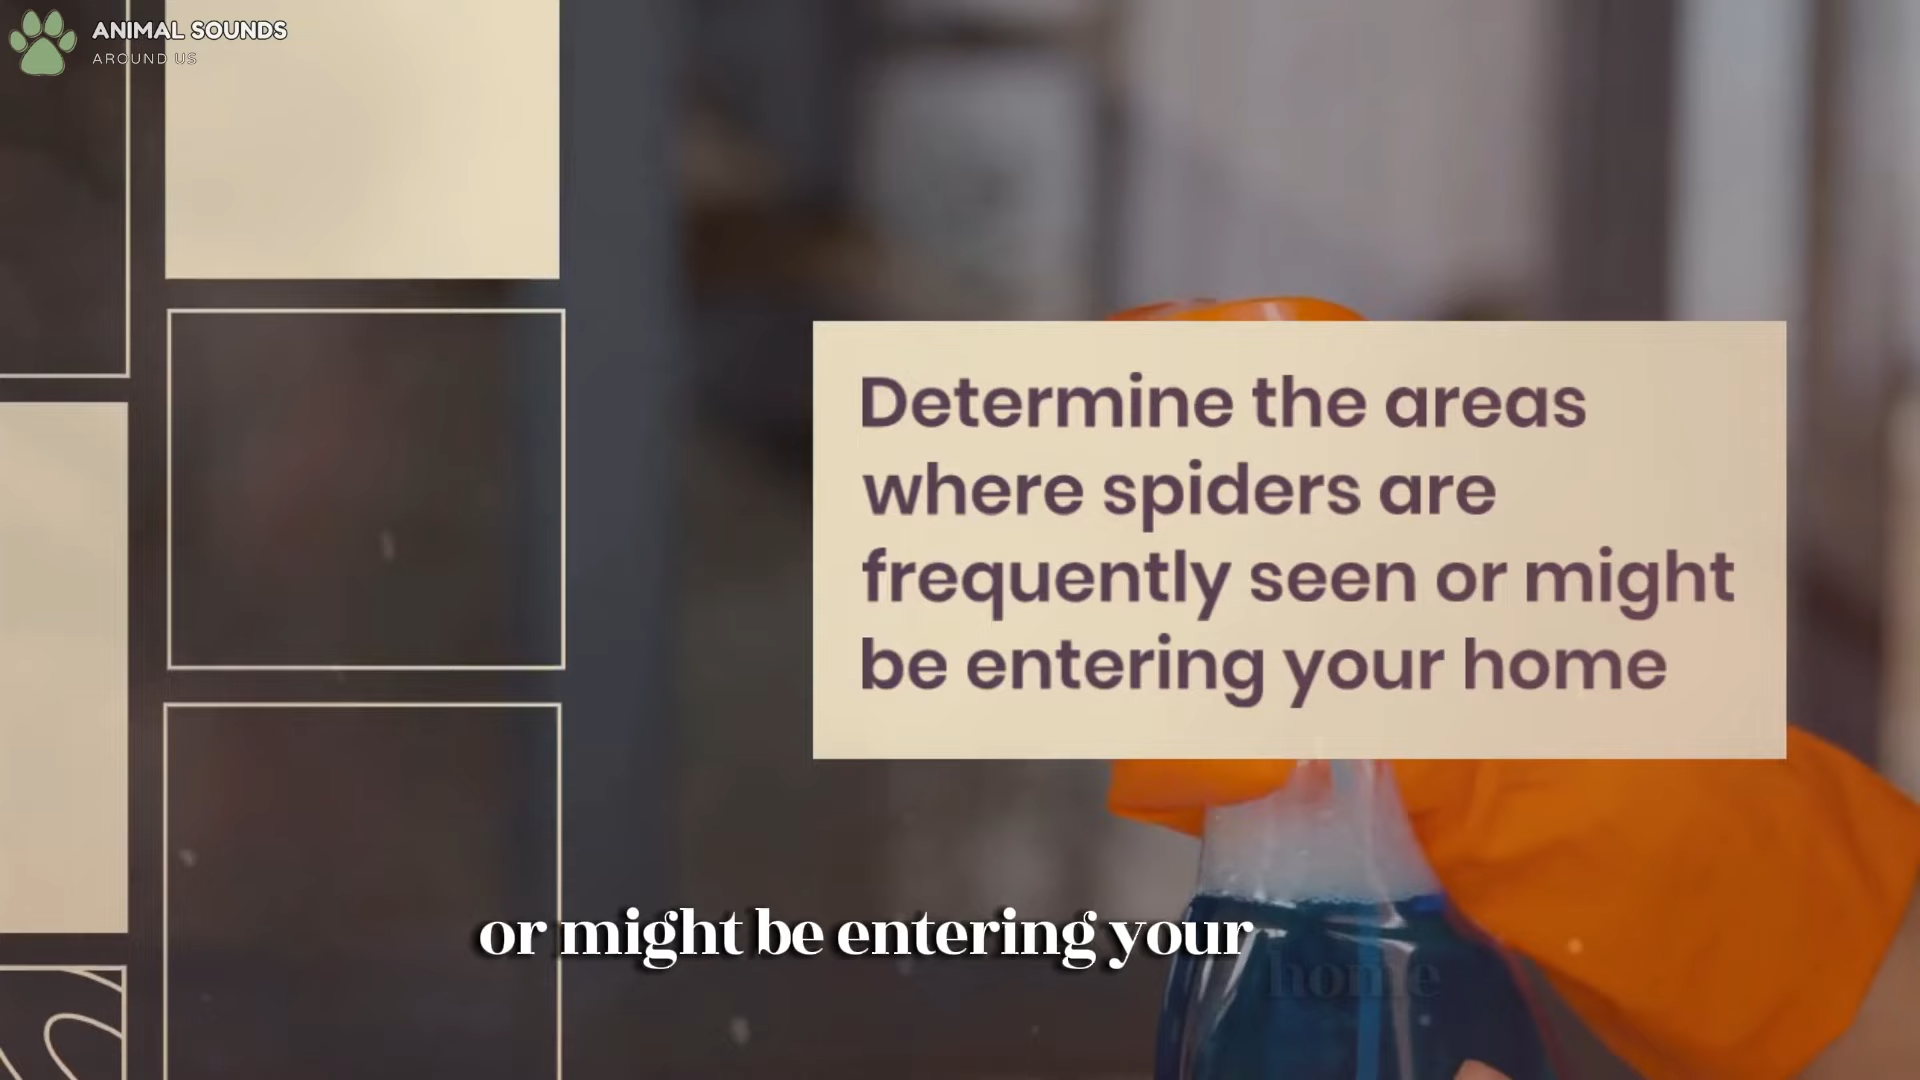 ANIMAL SOUNDS
AROUND US
Determine the areas
where spiders are
frequently seen or might
be entering your home
or might be entering your
home